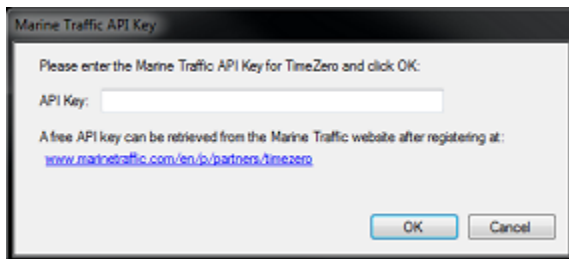 Marine Traffic API Key
Please enter the Marine Traffic API Key for TimeZero and click OK:
API Key:
A free API key can be retrieved from the Marine Traffic website after registering at:
www.marinetraffic.com/en/p/partners/timezero
OK Cancel